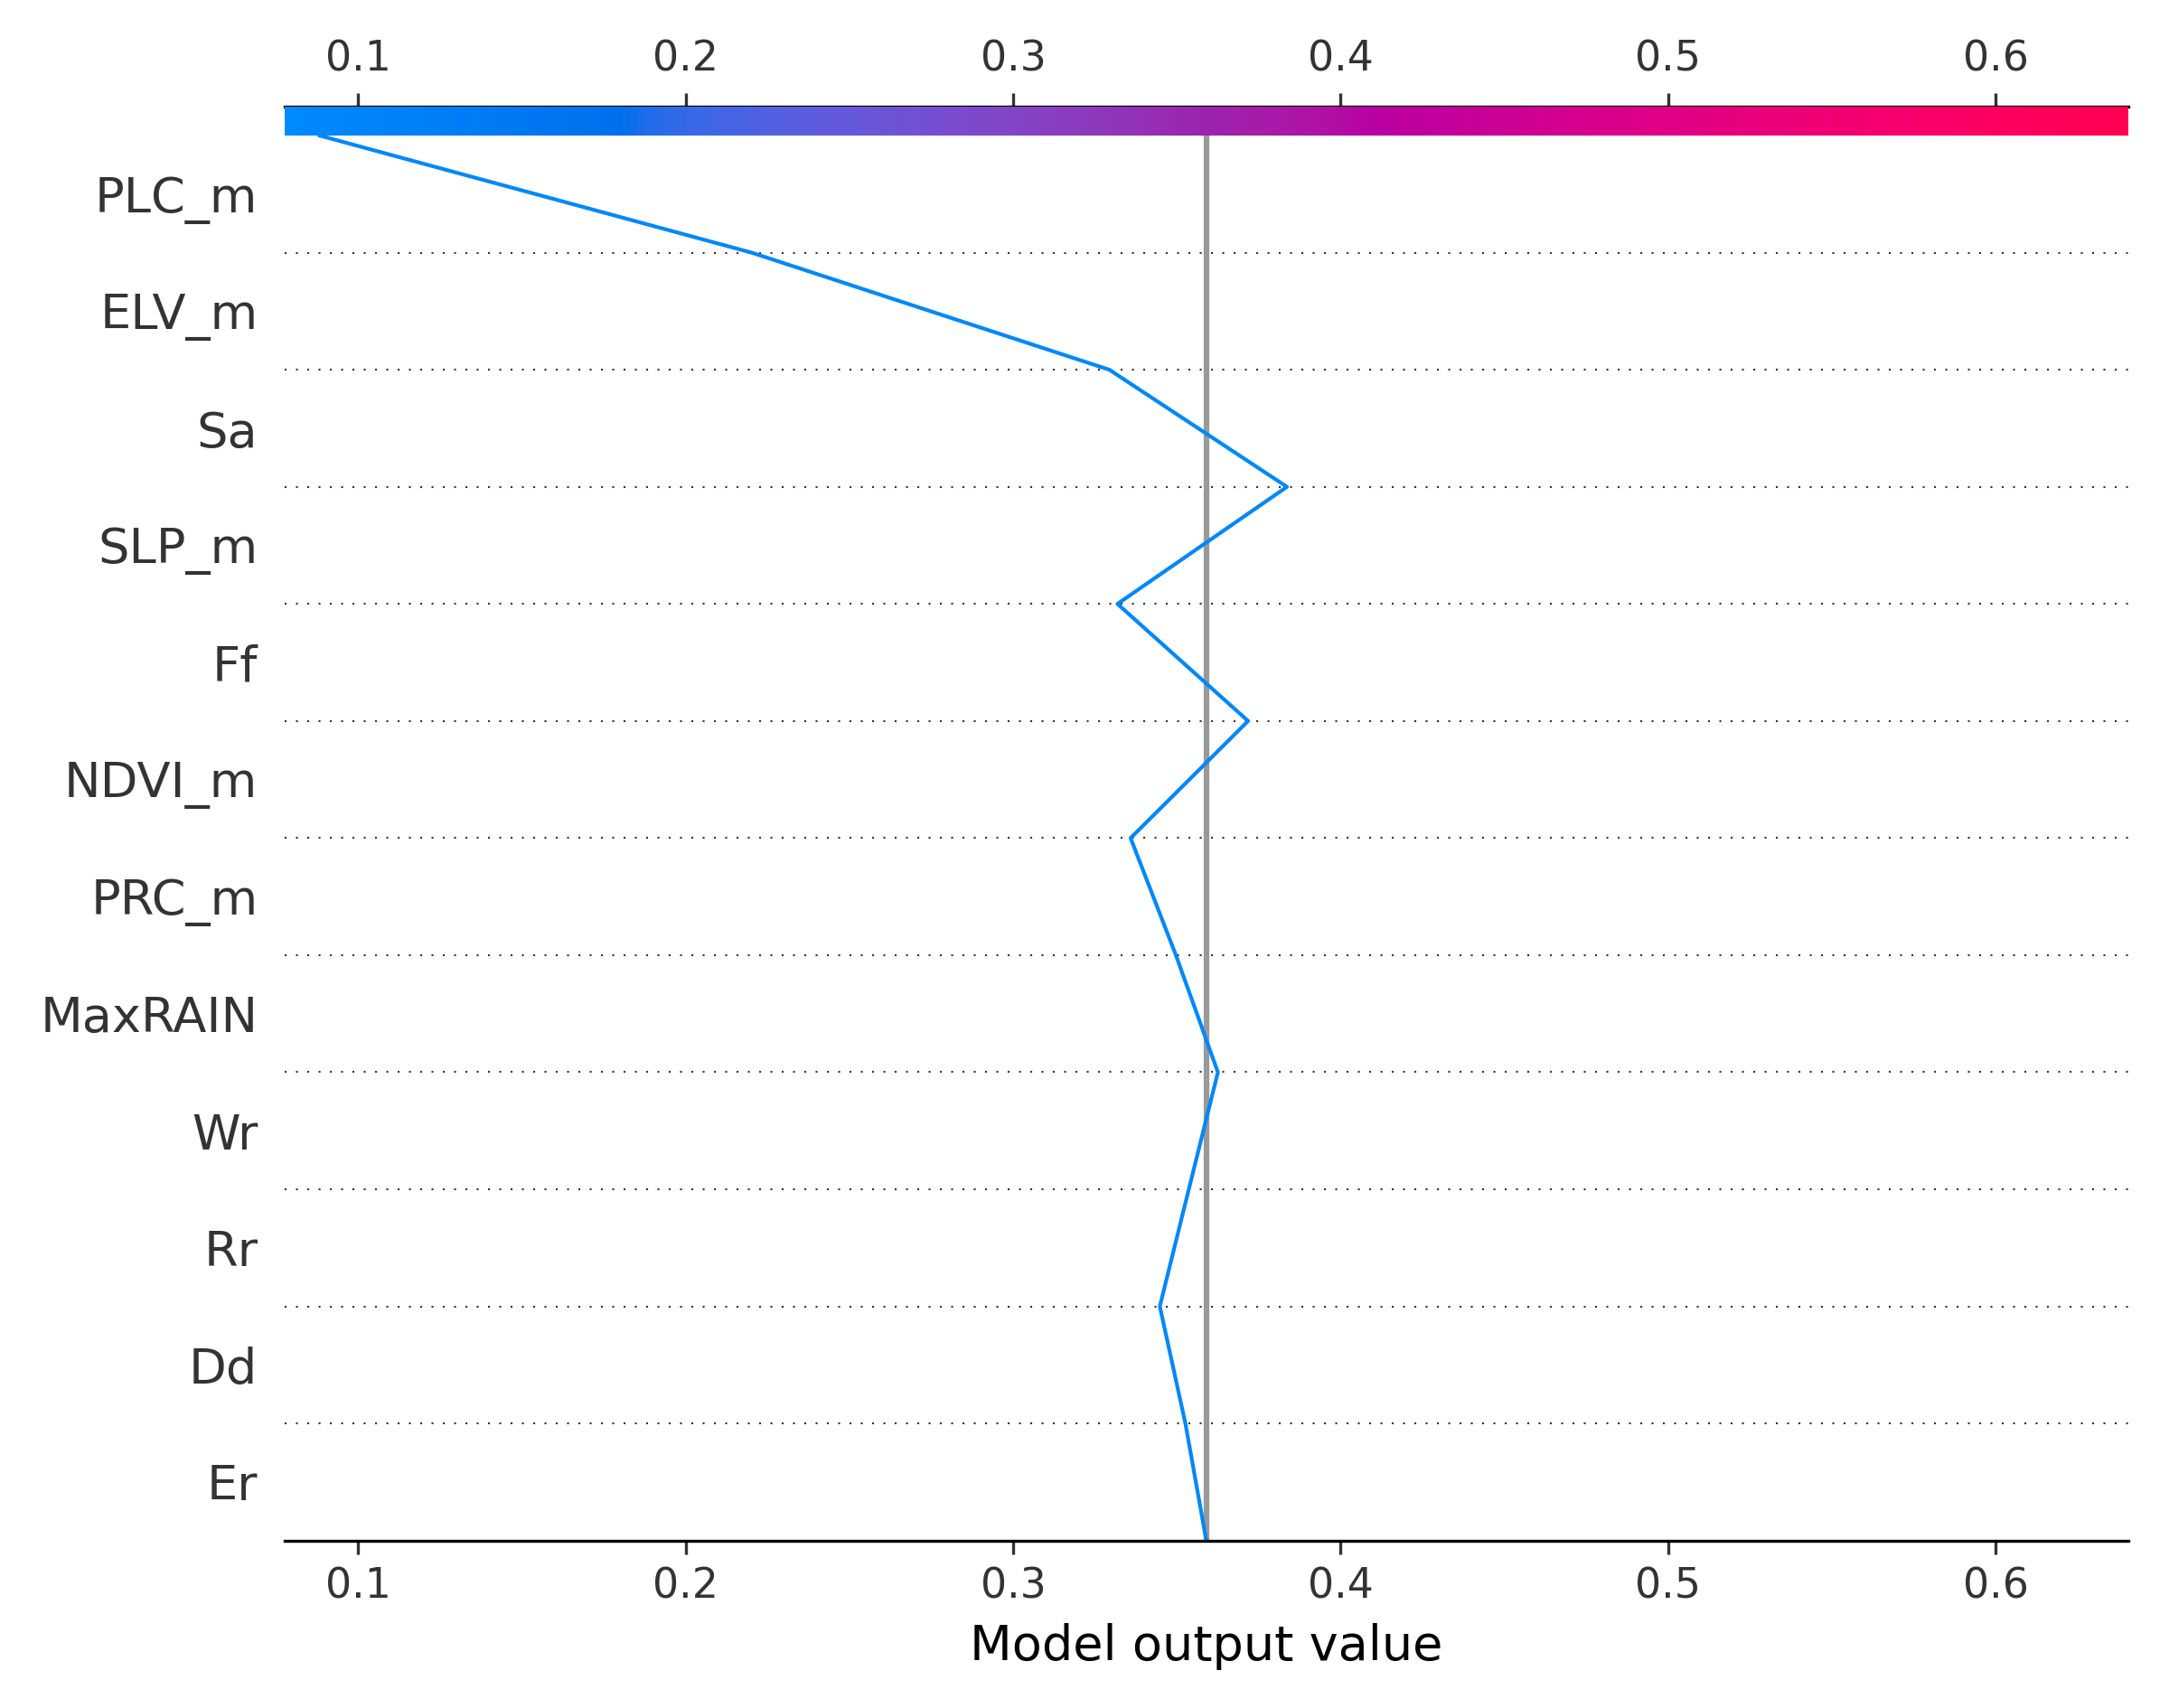 0.1 0.2 0.3 0.4 0.5 0.6
PLC_m
ELV_m
Sa
SLP_m
Ff
NDVI_m
PRC_m
MaxRAIN
Wr
Rr
Dd
Er
0.1 0.2 0.3 0.4 0.5 0.6
Model output value